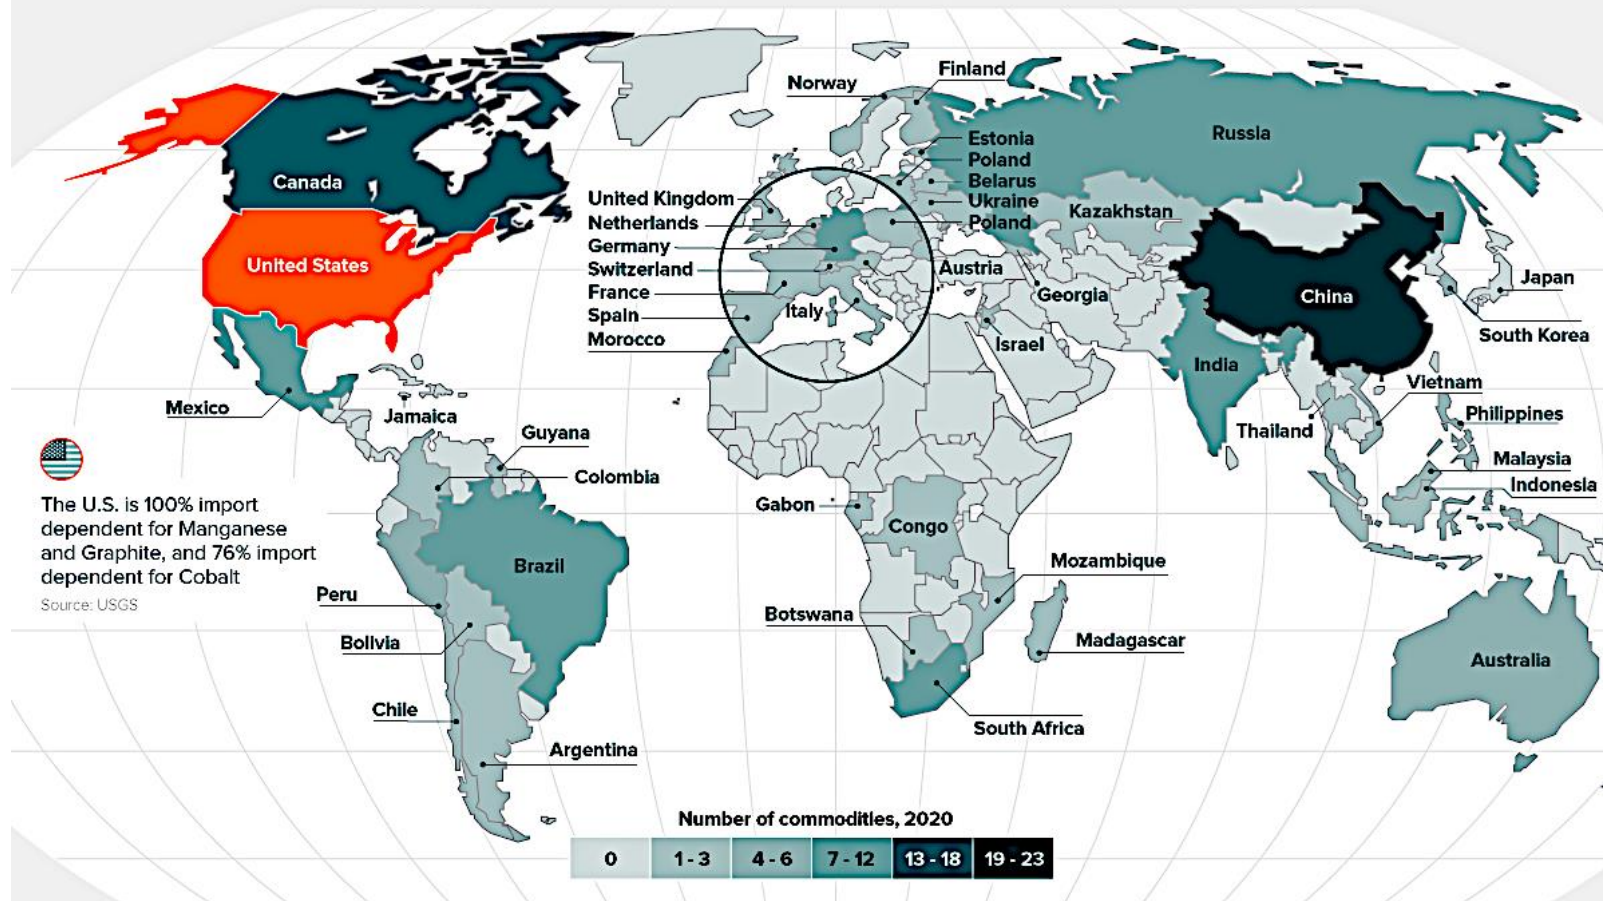 Norway
Finland
Russia
Canada
Estonia
Poland
Belarus
Ukraine
Poland
United Kingdom
Netherlands
Germany
Switzerland
France
Spain
Morocco
Italy
Kazakhstan
Austria
Georgia
Israel
United States
China
Japan
South Korea
India
Vietnam
Thailand
Philippines
Malaysia
Indonesia
Mexico
Jamaica
Guyana
Colombia
Gabon
Congo
Brazil
Mozambique
Botswana
Madagascar
Peru
Bolivia
Australia
Chile
South Africa
Argentina
The U.S. is 100% import
dependent for Manganese
and Graphite, and 76% import
dependent for Cobalt
Source: USGS
Number of commodities, 2020
0 1 - 3 4 - 6 7 - 12 13 - 18 19 - 23